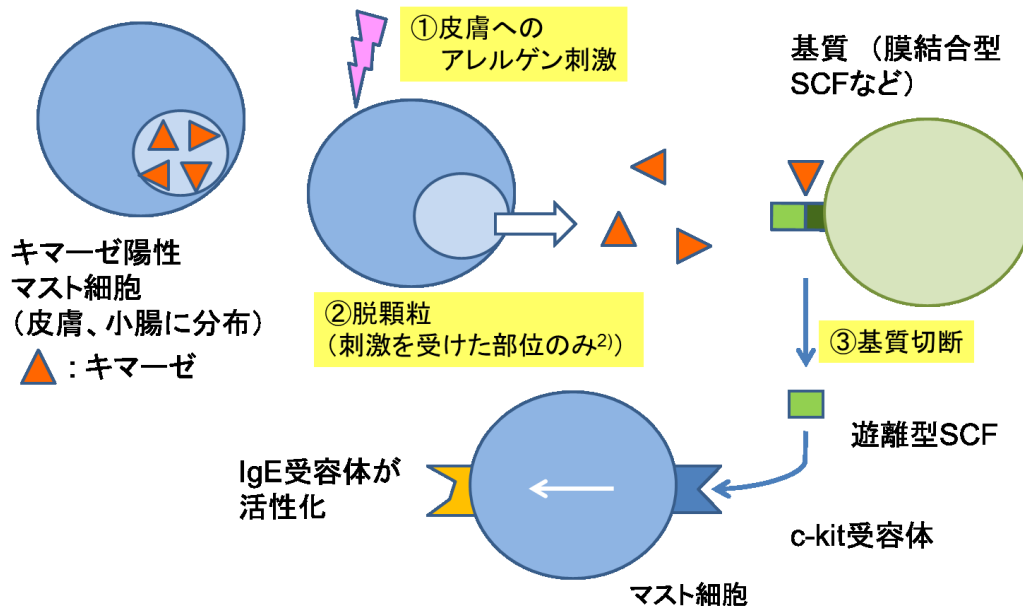 ①皮膚への
アレルゲン刺激
基質 （膜結合型
SCFなど）
キマーゼ陽性
マスト細胞
（皮膚、小腸に分布）
：キマーゼ
②脱顆粒
（刺激を受けた部位のみ2)）
③基質切断
遊離型SCF
IgE受容体が
活性化
c-kit受容体
マスト細胞